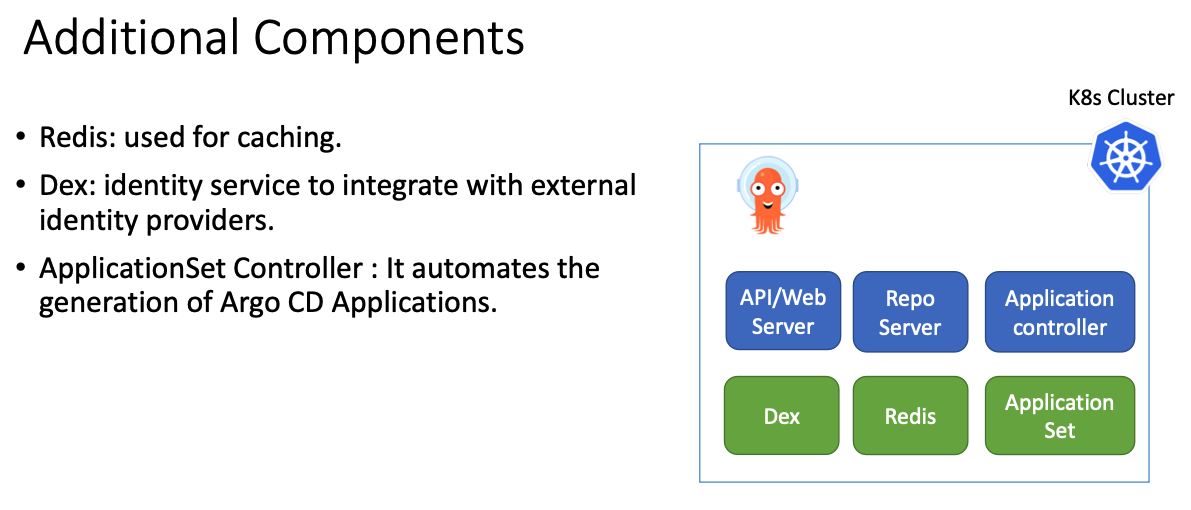 Additional Components
• Redis: used for caching.
• Dex: identity service to integrate with external
identity providers.
• ApplicationSet Controller : It automates the
generation of Argo CD Applications.
K8s Cluster
API/Web
Server
Repo
Server
Application
controller
Dex
Redis
Application
Set